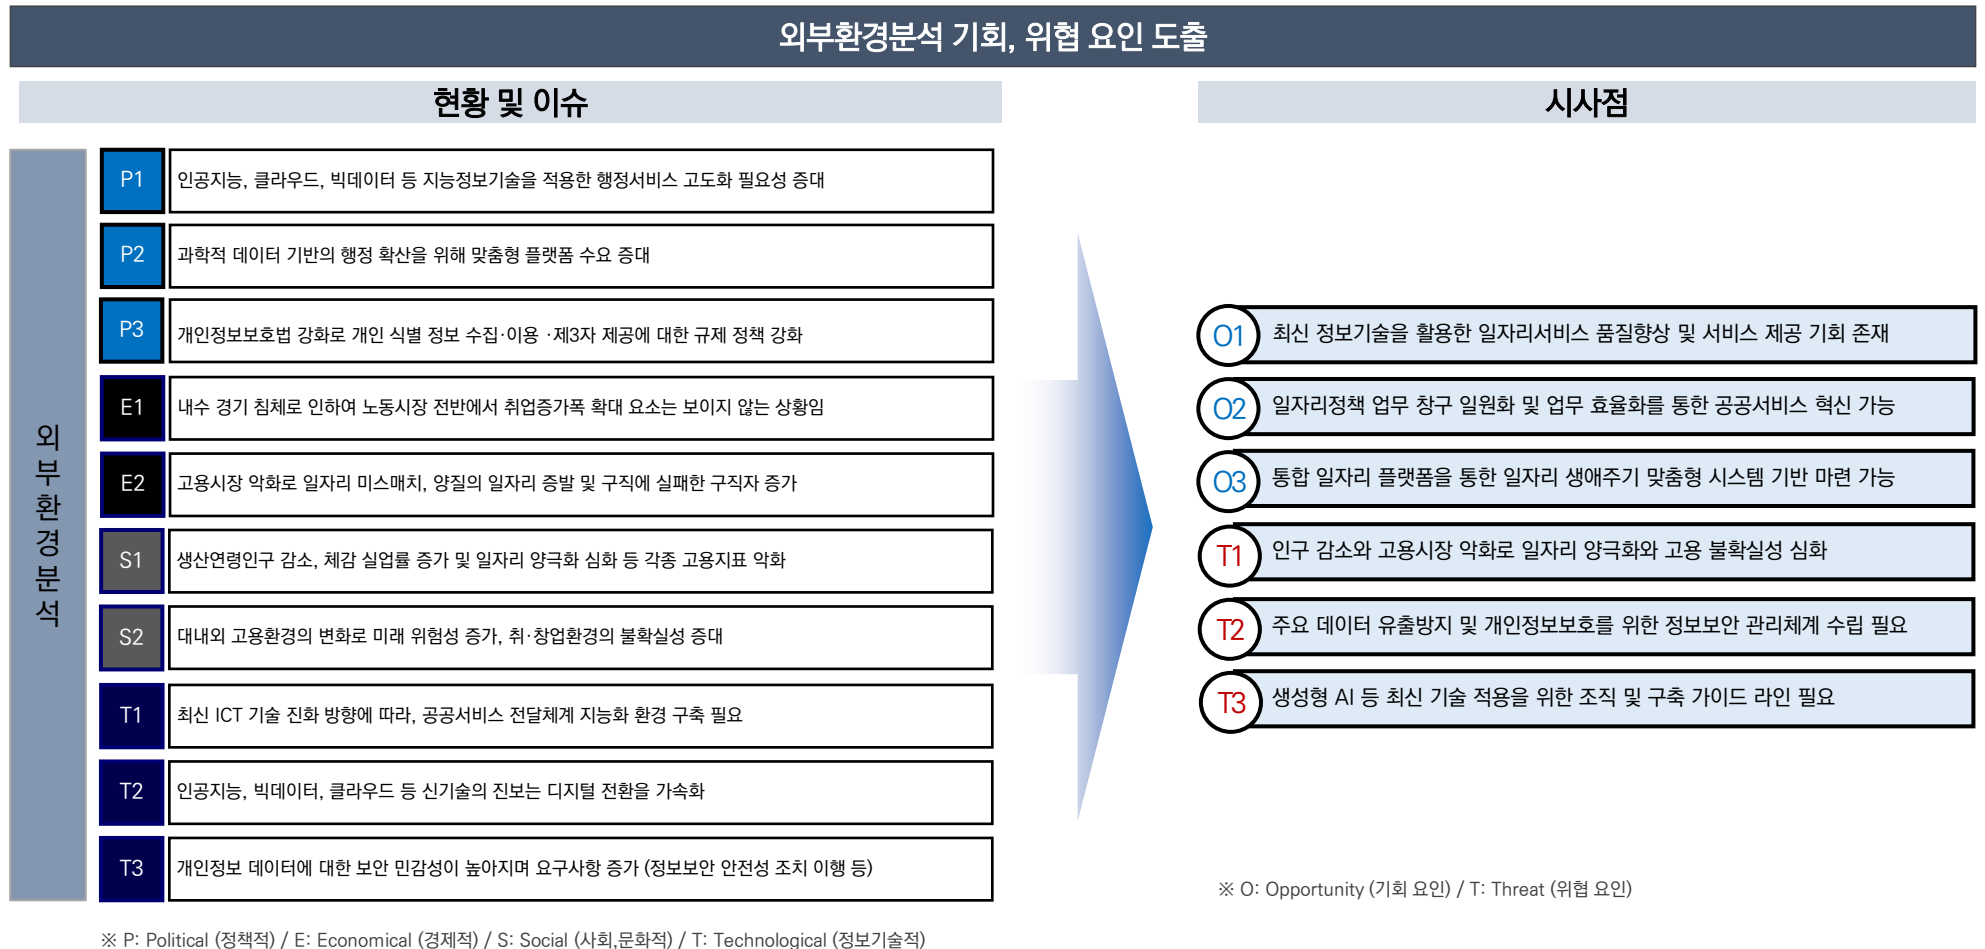 외부환경분석 기회, 위협 요인 도출
현황 및 이슈
외부환경분석
P1 인공지능, 클라우드, 빅데이터 등 지능정보기술을 적용한 행정서비스 고도화 필요성 증대
P2 과학적 데이터 기반의 행정 확산을 위해 맞춤형 플랫폼 수요 증대
P3 개인정보보호법 강화로 개인 식별 정보 수집·이용 ·제3자 제공에 대한 규제 정책 강화
E1 내수 경기 침체로 인하여 노동시장 전반에서 취업증가폭 확대 요소는 보이지 않는 상황임
E2 고용시장 악화로 일자리 미스매치, 양질의 일자리 증발 및 구직에 실패한 구직자 증가
S1 생산연령인구 감소, 체감 실업률 증가 및 일자리 양극화 심화 등 각종 고용지표 악화
S2 대내외 고용환경의 변화로 미래 위험성 증가, 취·창업환경의 불확실성 증대
T1 최신 ICT 기술 진화 방향에 따라, 공공서비스 전달체계 지능화 환경 구축 필요
T2 인공지능, 빅데이터, 클라우드 등 신기술의 진보는 디지털 전환을 가속화
T3 개인정보 데이터에 대한 보안 민감성이 높아지며 요구사항 증가 (정보보안 안전성 조치 이행 등)
※ P: Political (정책적) / E: Economical (경제적) / S: Social (사회,문화적) / T: Technological (정보기술적)
시사점
O1 최신 정보기술을 활용한 일자리서비스 품질향상 및 서비스 제공 기회 존재
O2 일자리정책 업무 창구 일원화 및 업무 효율화를 통한 공공서비스 혁신 가능
O3 통합 일자리 플랫폼을 통한 일자리 생애주기 맞춤형 시스템 기반 마련 가능
T1 인구 감소와 고용시장 악화로 일자리 양극화와 고용 불확실성 심화
T2 주요 데이터 유출방지 및 개인정보보호를 위한 정보보안 관리체계 수립 필요
T3 생성형 AI 등 최신 기술 적용을 위한 조직 및 구축 가이드 라인 필요
※ O: Opportunity (기회 요인) / T: Threat (위협 요인)